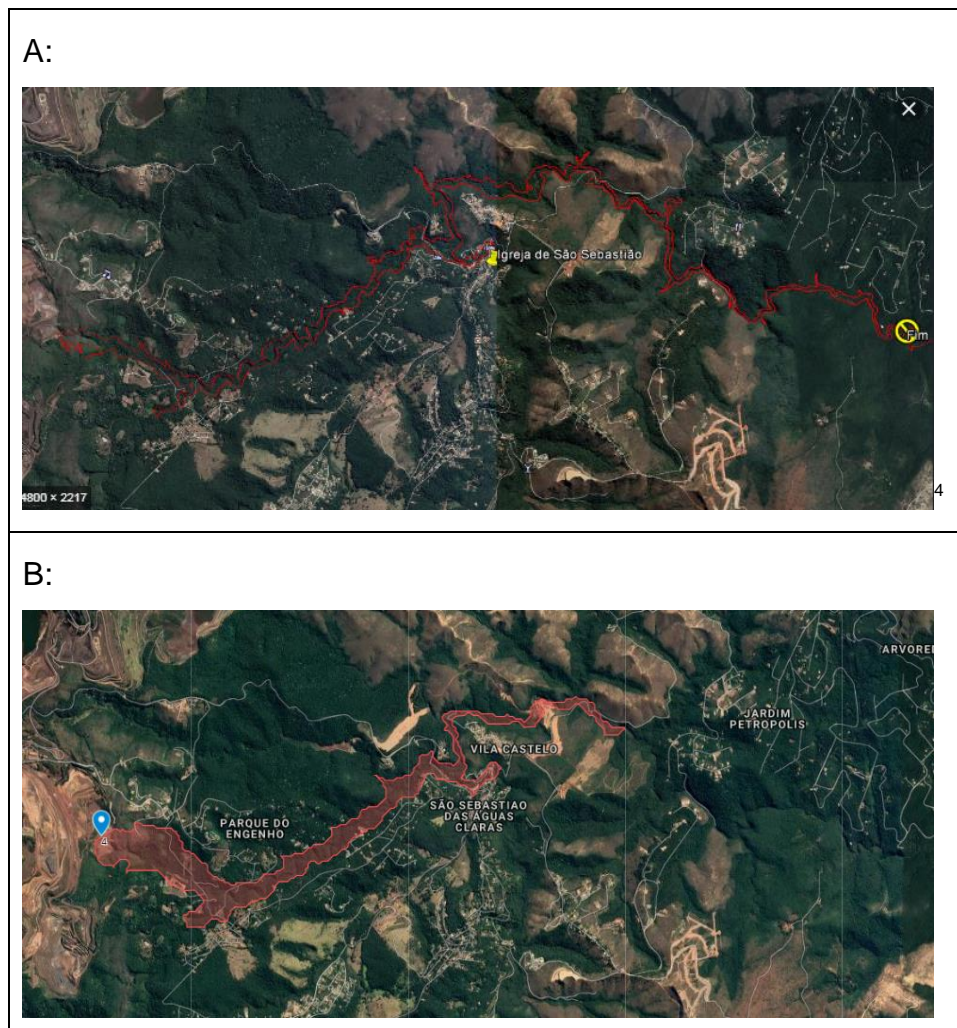 A:
Igreja de São Sebastião
Fim
4800 × 2217
4
B:
ARVORE
JARDIM
PETROPOLIS
VILA CASTELO
SÃO SEBASTIAO
DAS ÁGUAS
CLARAS
PARQUE DO
ENGENHO
4